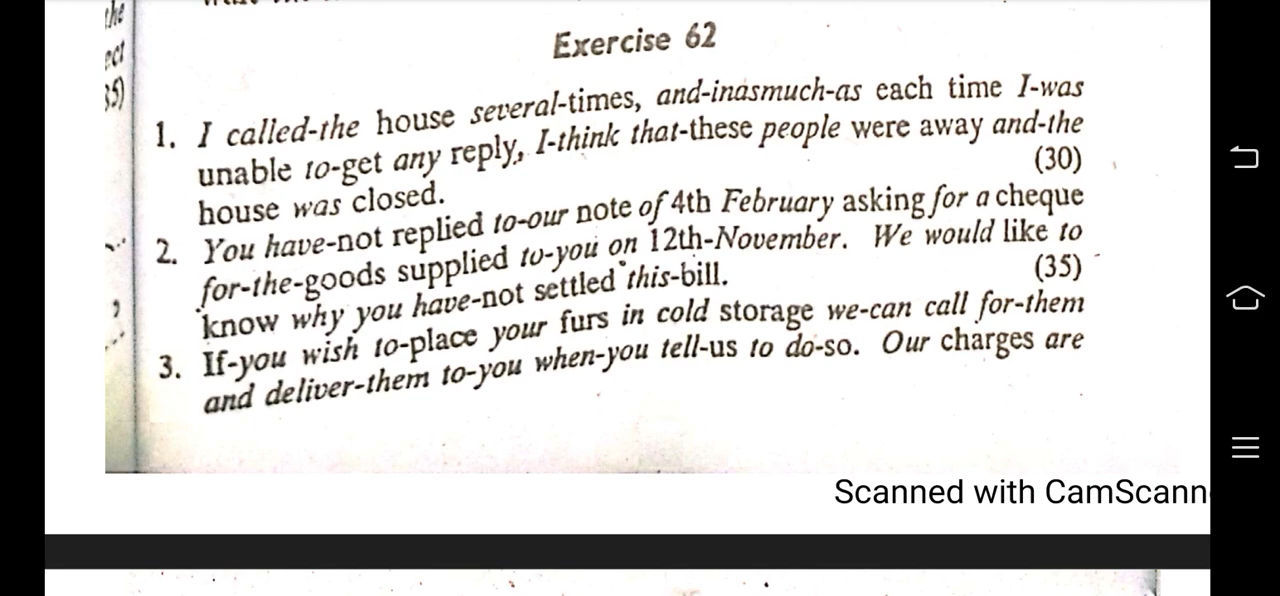 the
ect
35)
Exercise 62
1. I called-the house several-times, and-inasmuch-as each time I-was
unable to-get any reply, I-think that-these people were away and-the
house was closed. (30)
2. You have-not replied to-our note of 4th February asking for a cheque
for-the-goods supplied to-you on 12th-November. We would like to
know why you have-not settled this-bill. (35)
3. If-you wish to-place your furs in cold storage we-can call for-them
and deliver-them to-you when-you tell-us to do-so. Our charges are
Scanned with CamScann